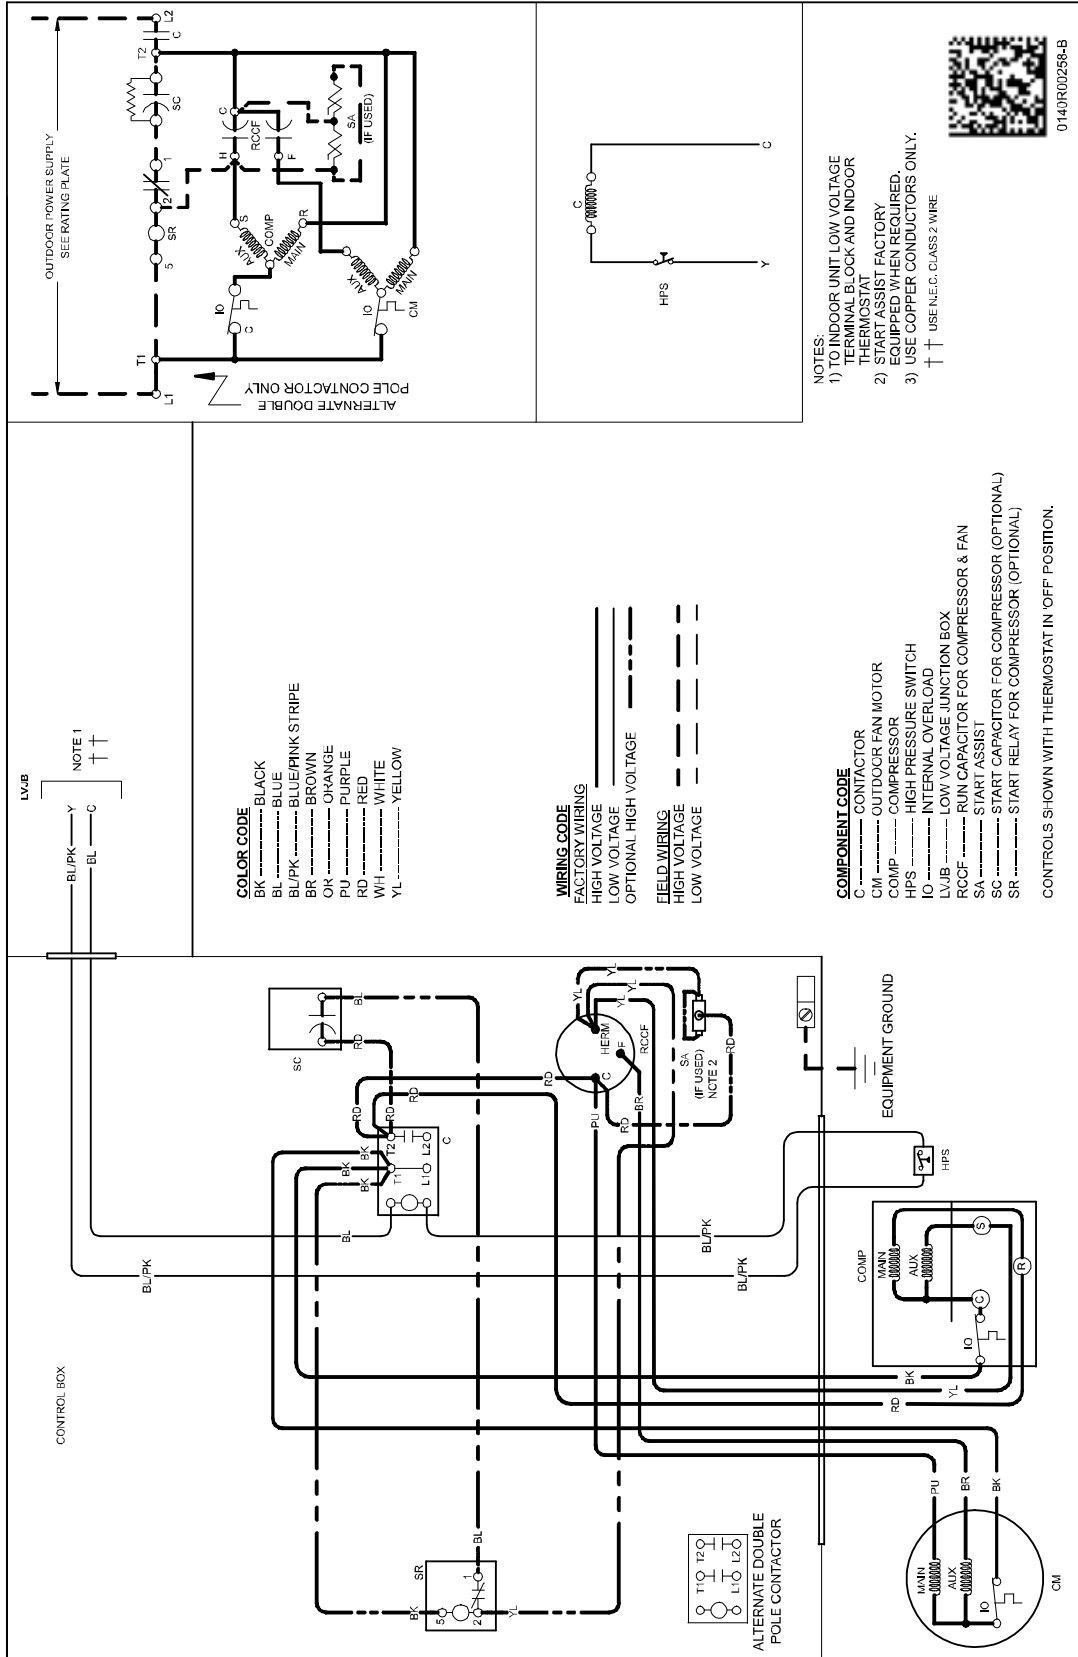 CONTROL BOX
LVJB
BL/PK
Y
BL
C
NOTE 1
BL/PK
BL
SC
RD
BL
BK
BK
BK
RD
RD
RD
T2
T1
L2
L1
C
SR
5
1
2
BK
BL
YL
RD
YL
YL
YL
YL
HERM
F
C
RCCF
PU
BR
RD
SA
(IF USED)
NOTE 2
RD
BL/PK
BL/PK
HPS
EQUIPMENT GROUND
COMP
MAIN
AUX
S
R
C
IO
BK
YL
RD
PU
BR
BK
MAIN
AUX
IO
CM
T1
T2
L1
L2
ALTERNATE DOUBLE
POLE CONTACTOR
COLOR CODE
BK BLACK
BL BLUE
BL/PK BLUE/PINK STRIPE
BR BROWN
OR ORANGE
PU PURPLE
RD RED
WH WHITE
YL YELLOW
WIRING CODE
FACTORY WIRING
HIGH VOLTAGE
LOW VOLTAGE
OPTIONAL HIGH VOLTAGE
FIELD WIRING
HIGH VOLTAGE
LOW VOLTAGE
COMPONENT CODE
C CONTACTOR
CM OUTDOOR FAN MOTOR
COMP COMPRESSOR
HPS HIGH PRESSURE SWITCH
IO INTERNAL OVERLOAD
LVJB LOW VOLTAGE JUNCTION BOX
RCCF RUN CAPACITOR FOR COMPRESSOR & FAN
SA START ASSIST
SC START CAPACITOR FOR COMPRESSOR (OPTIONAL)
SR START RELAY FOR COMPRESSOR (OPTIONAL)
CONTROLS SHOWN WITH THERMOSTAT IN 'OFF' POSITION.
OUTDOOR POWER SUPPLY
SEE RATING PLATE
L1
T1
5
SR
2
1
SC
T2
C
L2
ALTERNATE DOUBLE
POLE CONTACTOR ONLY
IO
C
AUX
S
COMP
MAIN
R
H
C
RCCF
F
SA
(IF USED)
IO
AUX
MAIN
CM
C
HPS
Y
C
NOTES:
1) TO INDOOR UNIT LOW VOLTAGE
TERMINAL BLOCK AND INDOOR
THERMOSTAT
2) START ASSIST FACTORY
EQUIPPED WHEN REQUIRED.
3) USE COPPER CONDUCTORS ONLY.
†† USE N.E.C. CLASS 2 WIRE
0140R00258-B